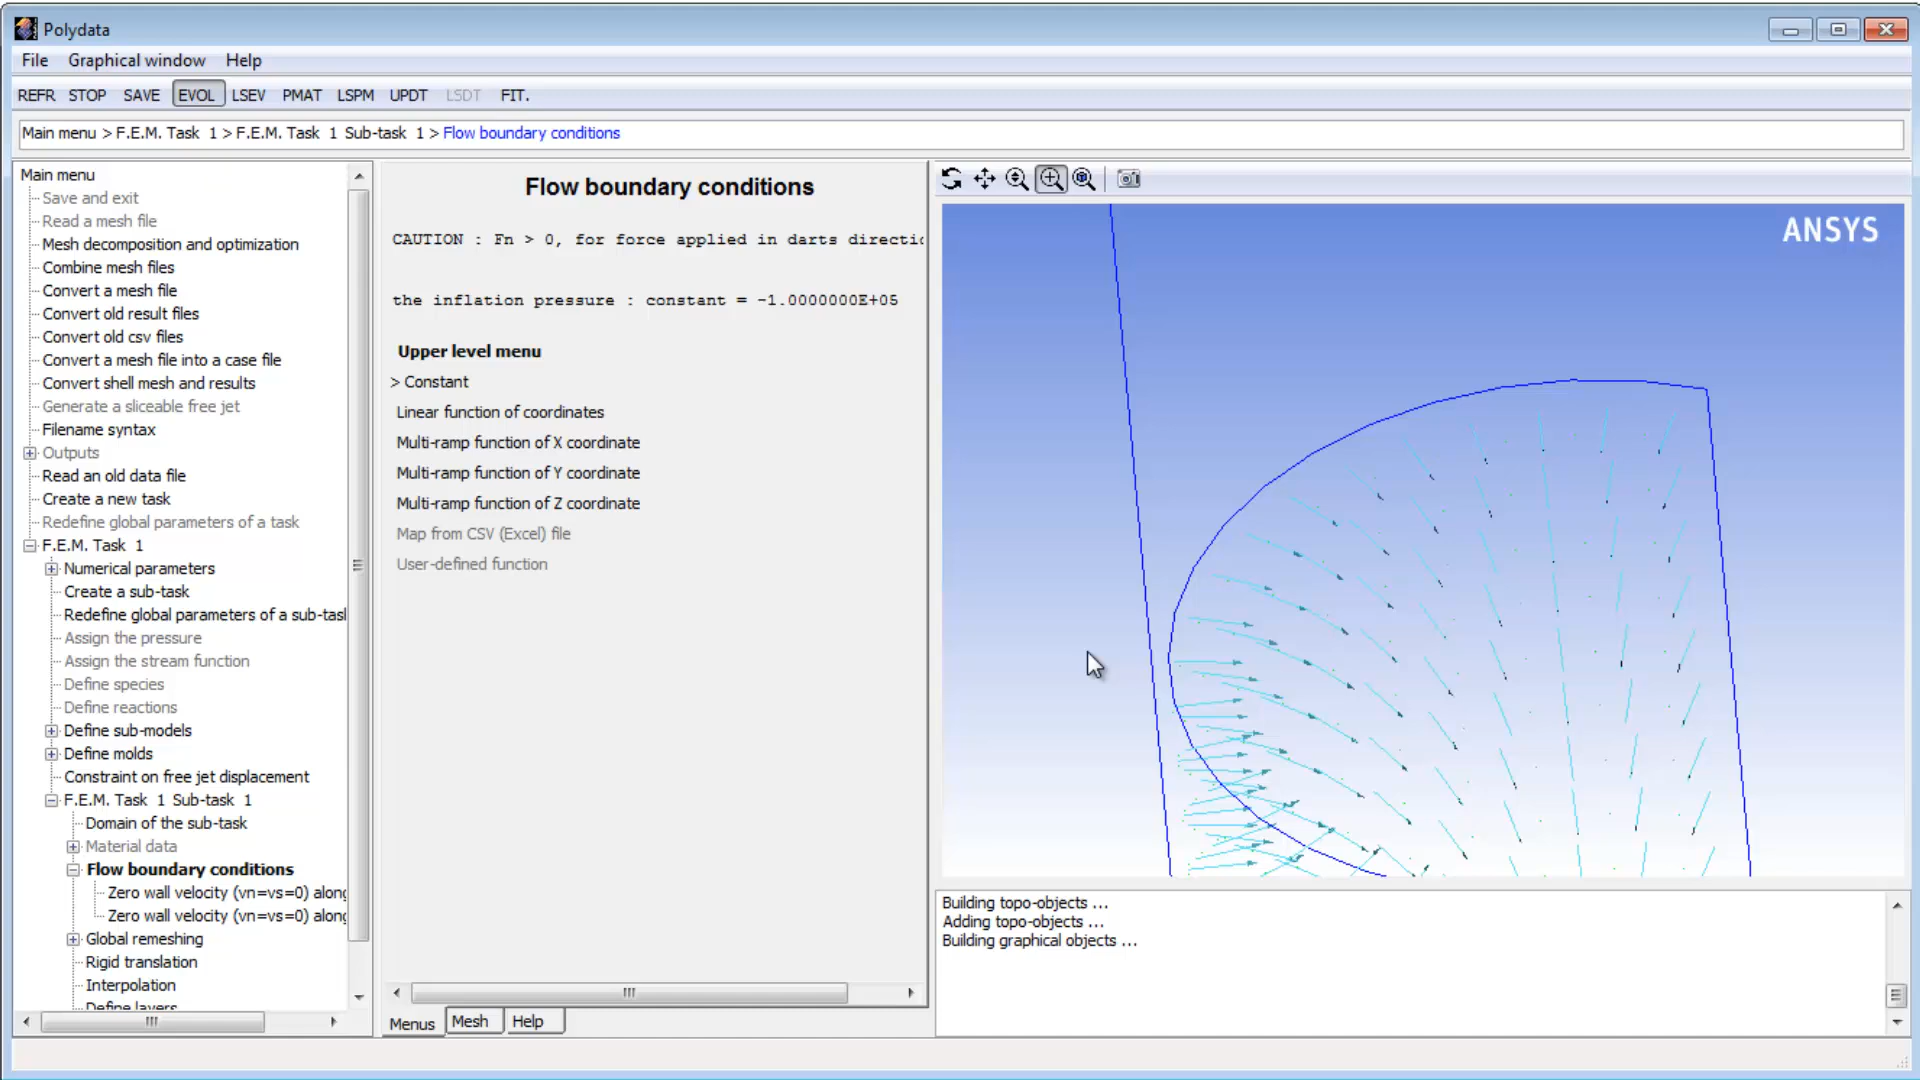 Polydata
File Graphical window Help
REFR STOP SAVE EVOL LSEV PMAT LSPM UPDT LSDT FIT.
Main menu > F.E.M. Task 1 > F.E.M. Task 1 Sub-task 1 > Flow boundary conditions
Main menu
Save and exit
Read a mesh file
Mesh decomposition and optimization
Combine mesh files
Convert a mesh file
Convert old result files
Convert old csv files
Convert a mesh file into a case file
Convert shell mesh and results
Generate a sliceable free jet
Filename syntax
Outputs
Read an old data file
Create a new task
Redefine global parameters of a task
F.E.M. Task 1
Numerical parameters
Create a sub-task
Redefine global parameters of a sub-task
Assign the pressure
Assign the stream function
Define species
Define reactions
Define sub-models
Define molds
Constraint on free jet displacement
F.E.M. Task 1 Sub-task 1
Domain of the sub-task
Material data
Flow boundary conditions
Zero wall velocity (vn=vs=0) along
Zero wall velocity (vn=vs=0) along
Global remeshing
Rigid translation
Interpolation
Define layers
Flow boundary conditions
CAUTION : Fn > 0, for force applied in darts directio
the inflation pressure : constant = -1.0000000E+05
Upper level menu
> Constant
Linear function of coordinates
Multi-ramp function of X coordinate
Multi-ramp function of Y coordinate
Multi-ramp function of Z coordinate
Map from CSV (Excel) file
User-defined function
Menus Mesh Help
ANSYS
Building topo-objects ...
Adding topo-objects ...
Building graphical objects ...